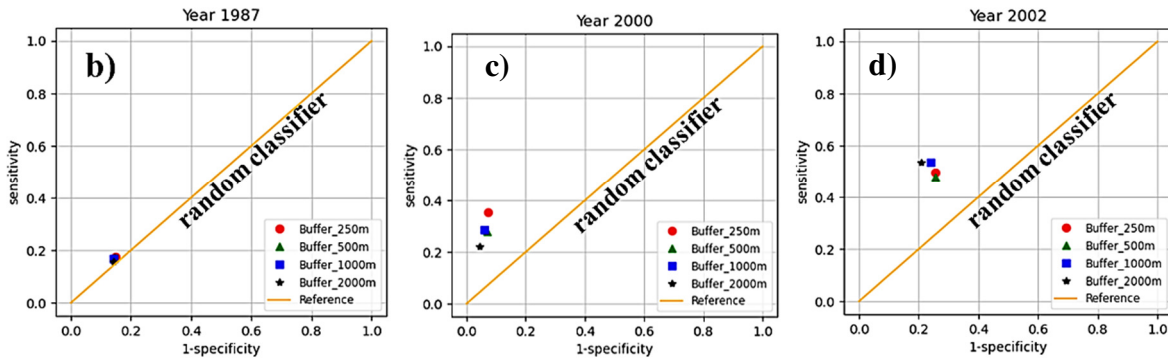 Year 1987
b)
sensitivity
1.0
0.8
0.6
0.4
0.2
0.0
random classifier
Buffer_250m
Buffer_500m
Buffer_1000m
Buffer_2000m
Reference
0.0 0.2 0.4 0.6 0.8 1.0
1-specificity
Year 2000
c)
sensitivity
1.0
0.8
0.6
0.4
0.2
0.0
random classifier
Buffer_250m
Buffer_500m
Buffer_1000m
Buffer_2000m
Reference
0.0 0.2 0.4 0.6 0.8 1.0
1-specificity
Year 2002
d)
sensitivity
1.0
0.8
0.6
0.4
0.2
0.0
random classifier
Buffer_250m
Buffer_500m
Buffer_1000m
Buffer_2000m
Reference
0.0 0.2 0.4 0.6 0.8 1.0
1-specificity